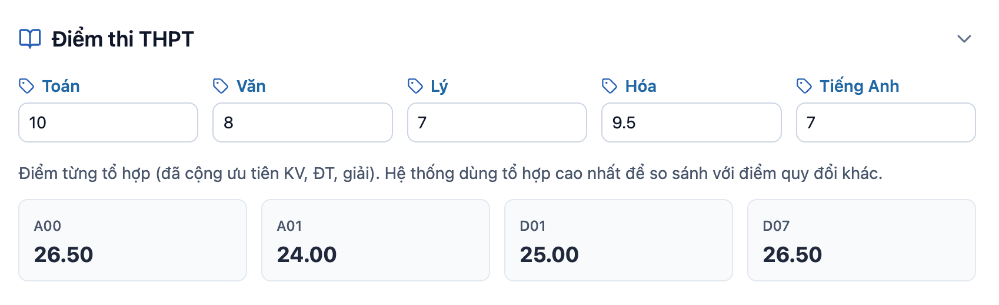 Điểm thi THPT
Toán Văn Lý Hóa Tiếng Anh
10 8 7 9.5 7
Điểm từng tổ hợp (đã cộng ưu tiên KV, ĐT, giải). Hệ thống dùng tổ hợp cao nhất để so sánh với điểm quy đổi khác.
A00 A01 D01 D07
26.50 24.00 25.00 26.50